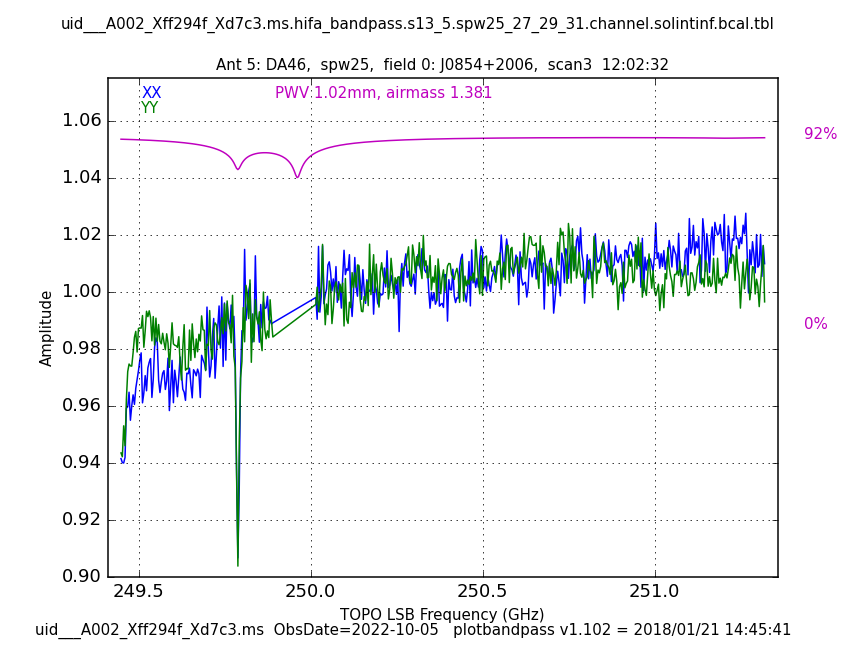 uid___A002_Xff294f_Xd7c3.ms.hifa_bandpass.s13_5.spw25_27_29_31.channel.solintinf.bcal.tbl
Ant 5: DA46,  spw25,  field 0: J0854+2006,  scan3  12:02:32
XX
YY
PWV 1.02mm, airmass 1.381
92%
0%
Amplitude
1.06
1.04
1.02
1.00
0.98
0.96
0.94
0.92
0.90
249.5 250.0 250.5 251.0
TOPO LSB Frequency (GHz)
uid___A002_Xff294f_Xd7c3.ms  ObsDate=2022-10-05   plotbandpass v1.102 = 2018/01/21 14:45:41